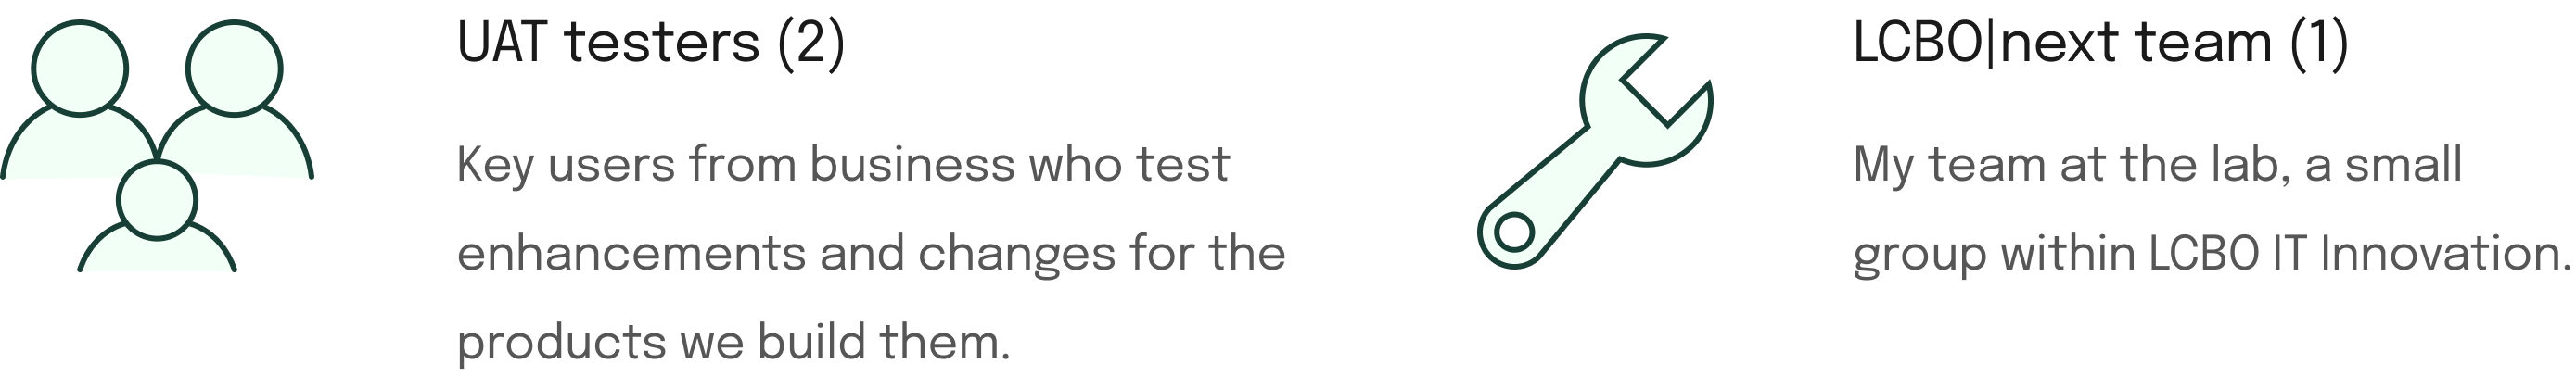 UAT testers (2)
Key users from business who test
enhancements and changes for the
products we build them.
LCBO|next team (1)
My team at the lab, a small
group within LCBO IT Innovation.